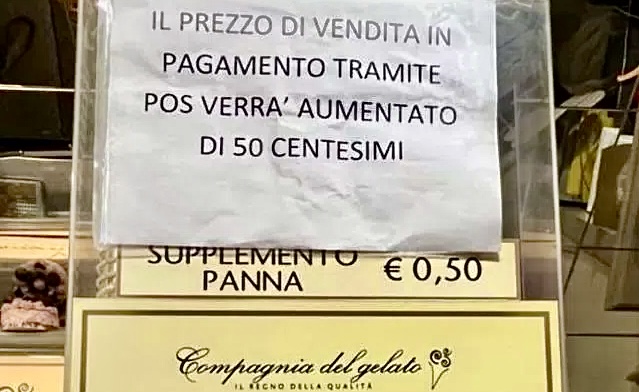 IL PREZZO DI VENDITA IN
PAGAMENTO TRAMITE
POS VERRA' AUMENTATO
DI 50 CENTESIMI
SUPPLEMENTO
PANNA € 0,50
Compagnia del gelato
IL REGNO DELLA QUALITÀ